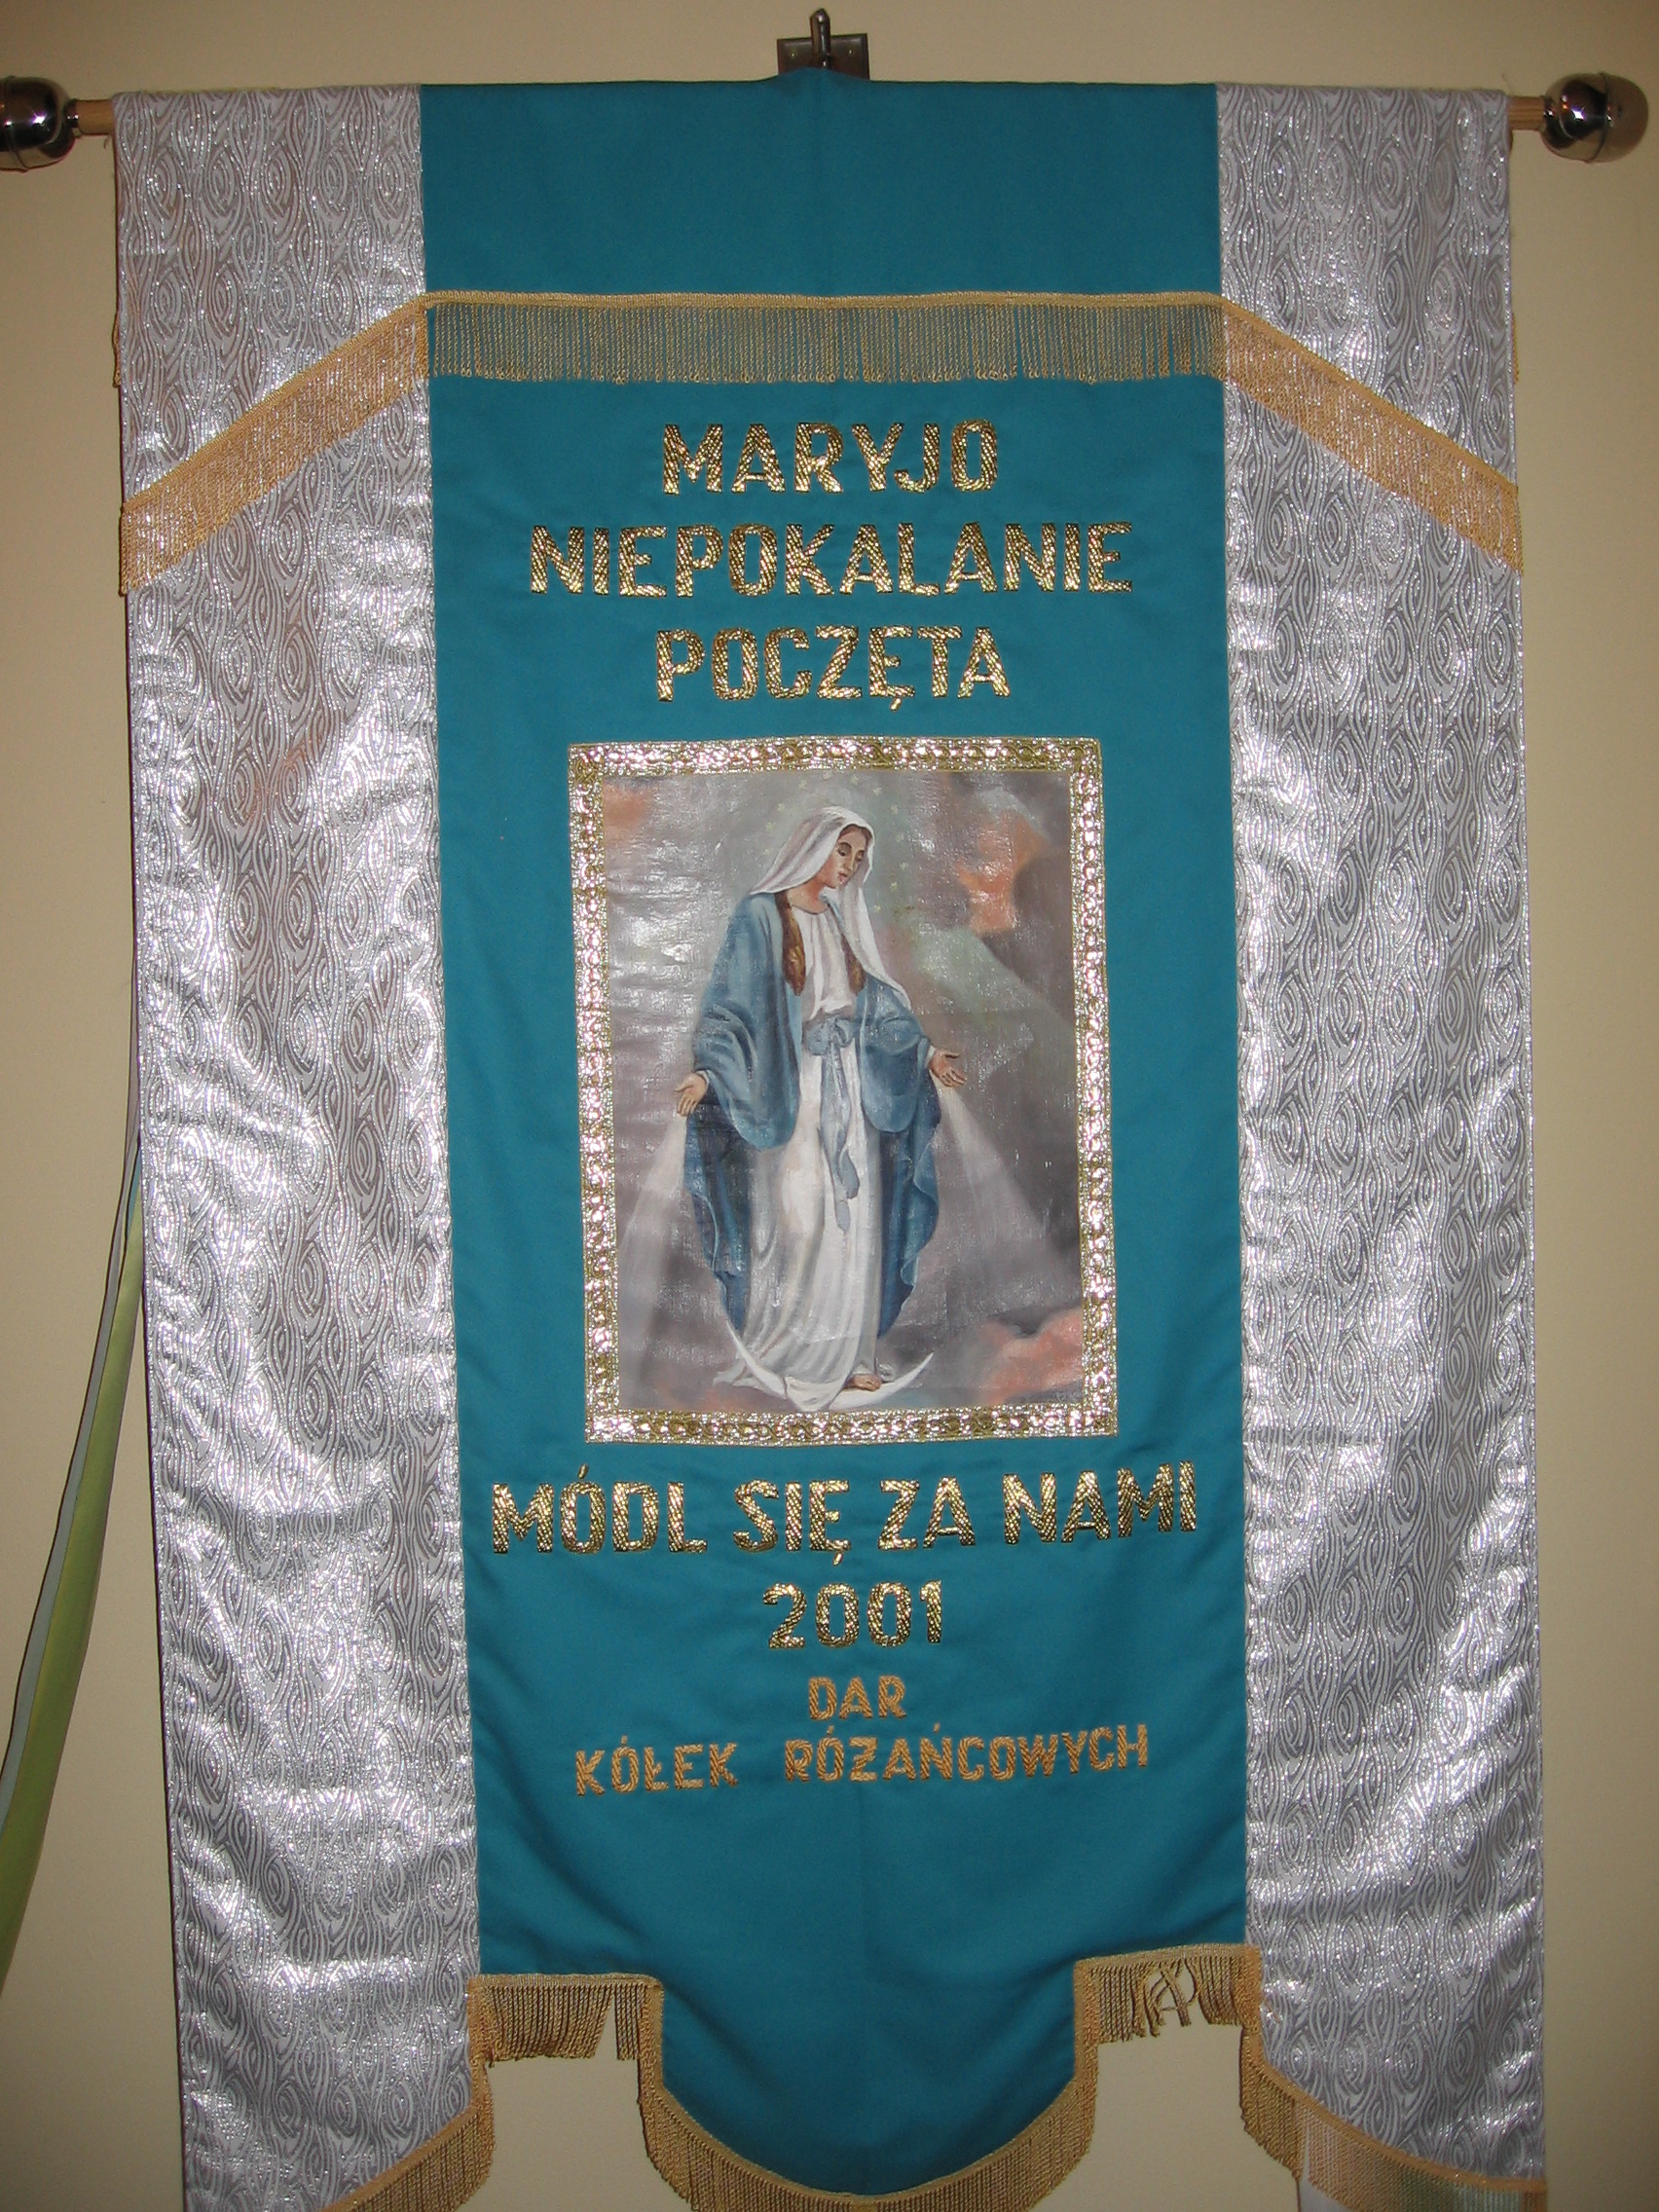 MARYJO
NIEPOKALANIE
POCZĘTA
MÓDL SIĘ ZA NAMI
2001
DAR
KÓŁEK RÓŻAŃCOWYCH